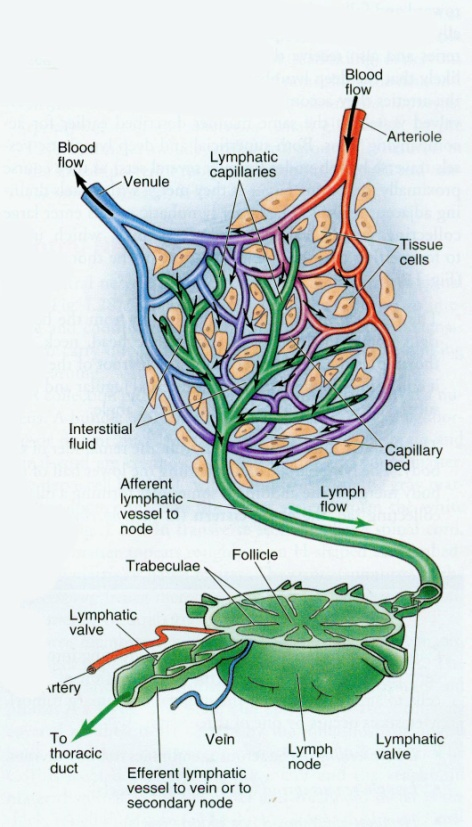 Blood
flow
Arteriole
Blood
flow
Lymphatic
capillaries
Venule
Tissue
cells
Interstitial
fluid
Capillary
bed
Afferent
lymphatic
vessel to
node
Lymph
flow
Follicle
Trabeculae
Lymphatic
valve
Artery
To
thoracic
duct
Vein
Lymph
node
Lymphatic
valve
Efferent lymphatic
vessel to vein or to
secondary node